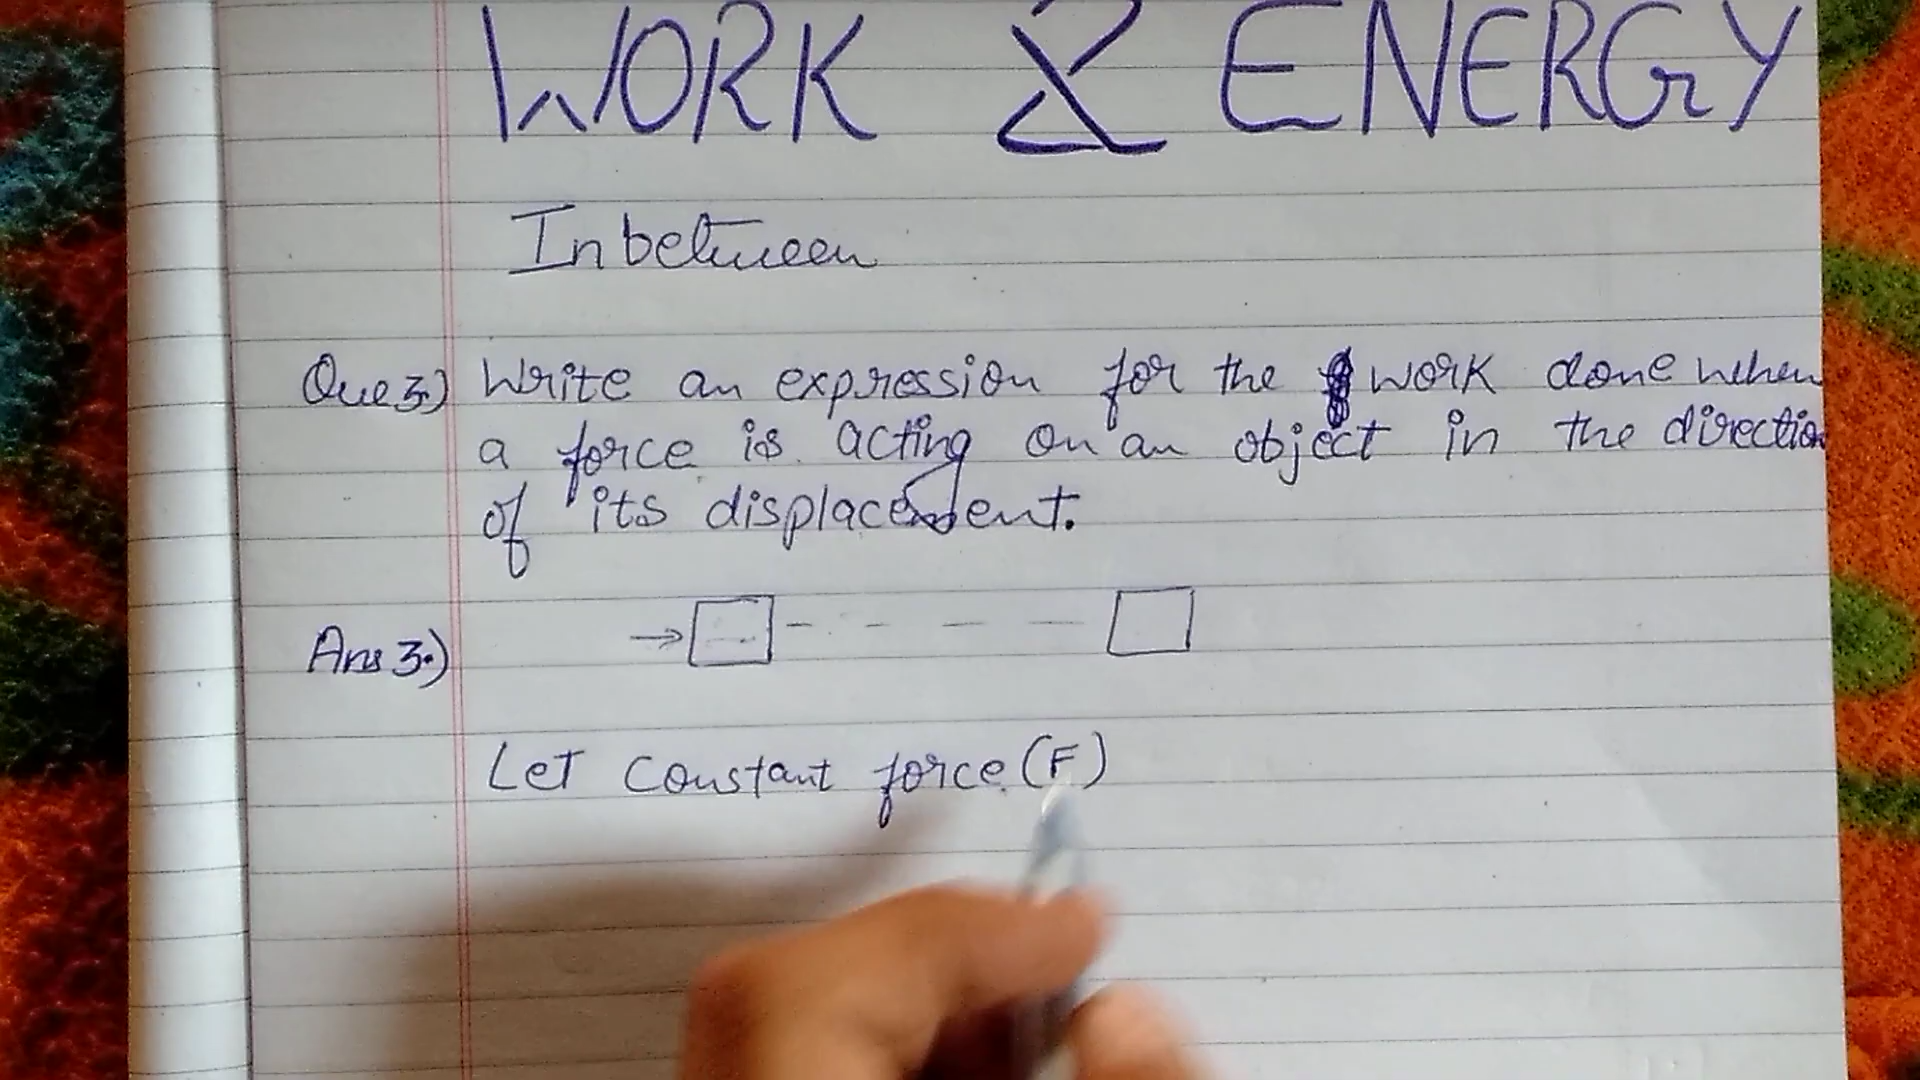 WORK & ENERGY
Inbetween
Que 3.) Write an expression for the work done when
a force is acting on an object in the direction
of its displacement.
Ans 3.)
Let constant force (F)